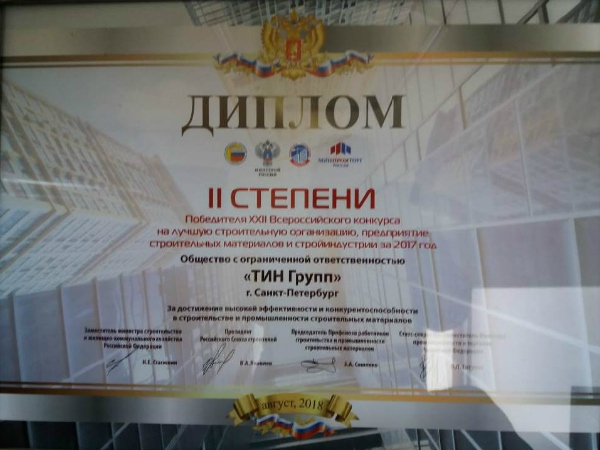 ДИПЛОМ
МИНСТРОЙ
РОССИИ
МИНПРОМТОРГ
РОССИИ
II СТЕПЕНИ
Победителя XXII Всероссийского конкурса
на лучшую строительную организацию, предприятие
строительных материалов и стройиндустрии за 2017 год
Общество с ограниченной ответственностью
«ТИН Групп»
г. Санкт-Петербург
За достижение высокой эффективности и конкурентоспособности
в строительстве и промышленности строительных материалов
Заместитель министра строительства
и жилищно-коммунального хозяйства
Российской Федерации
Президент
Российского Союза строителей
Председатель Профсоюза работников
строительства и промышленности
строительных материалов
В.А. Яковлев
август, 2018